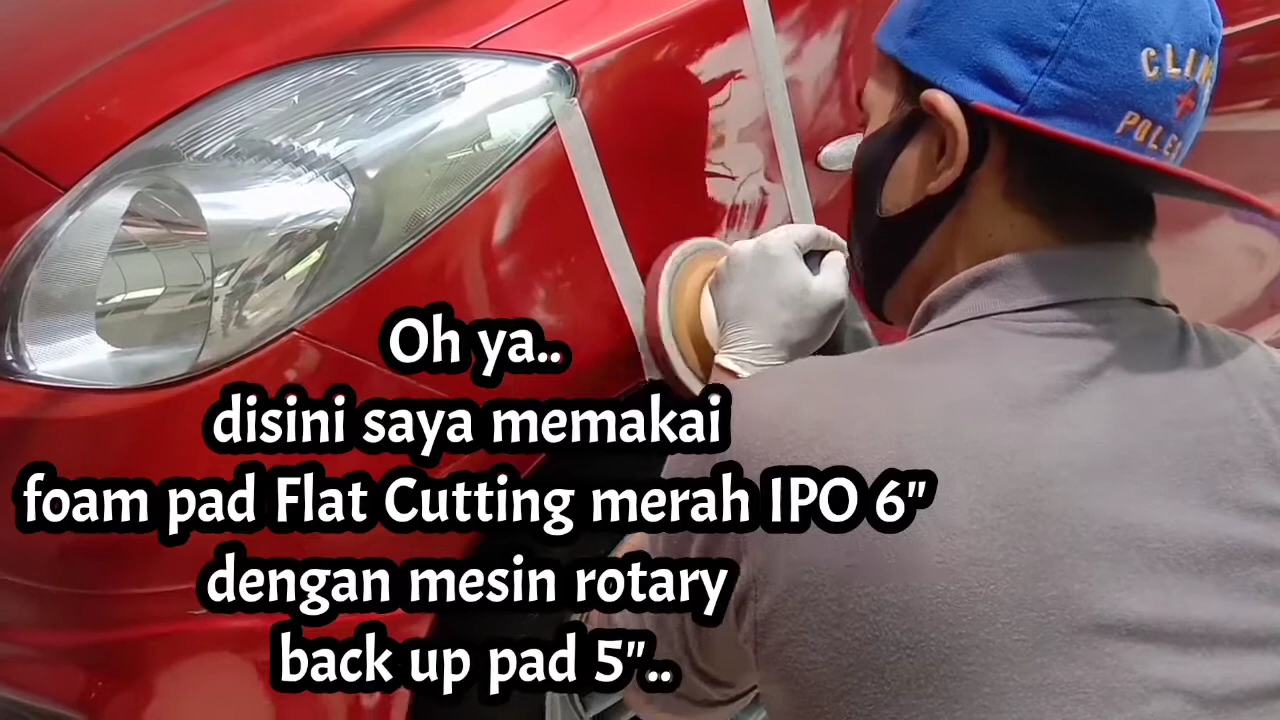 Oh ya..
disini saya memakai
foam pad Flat Cutting merah IPO 6"
dengan mesin rotary
back up pad 5"..